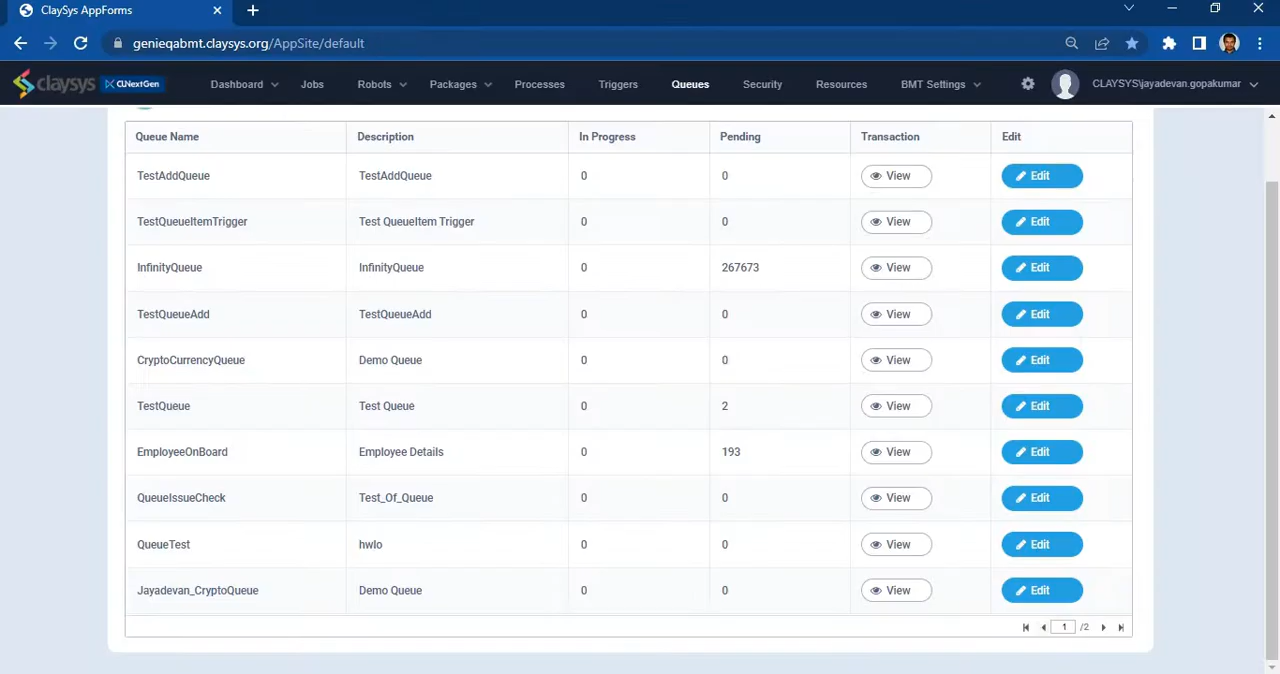 ClaySys AppForms
genieqabmt.claysys.org/AppSite/default
claysys CLNextGen Dashboard Jobs Robots Packages Processes Triggers Queues Security Resources BMT Settings CLAYSYS\jayadevan.gopakumar
Queue Name Description In Progress Pending Transaction Edit
TestAddQueue TestAddQueue 0 0 View Edit
TestQueueItemTrigger Test QueueItem Trigger 0 0 View Edit
InfinityQueue InfinityQueue 0 267673 View Edit
TestQueueAdd TestQueueAdd 0 0 View Edit
CryptoCurrencyQueue Demo Queue 0 0 View Edit
TestQueue Test Queue 0 2 View Edit
EmployeeOnBoard Employee Details 0 193 View Edit
QueueIssueCheck Test_Of_Queue 0 0 View Edit
QueueTest hwlo 0 0 View Edit
Jayadevan_CryptoQueue Demo Queue 0 0 View Edit
1 /2